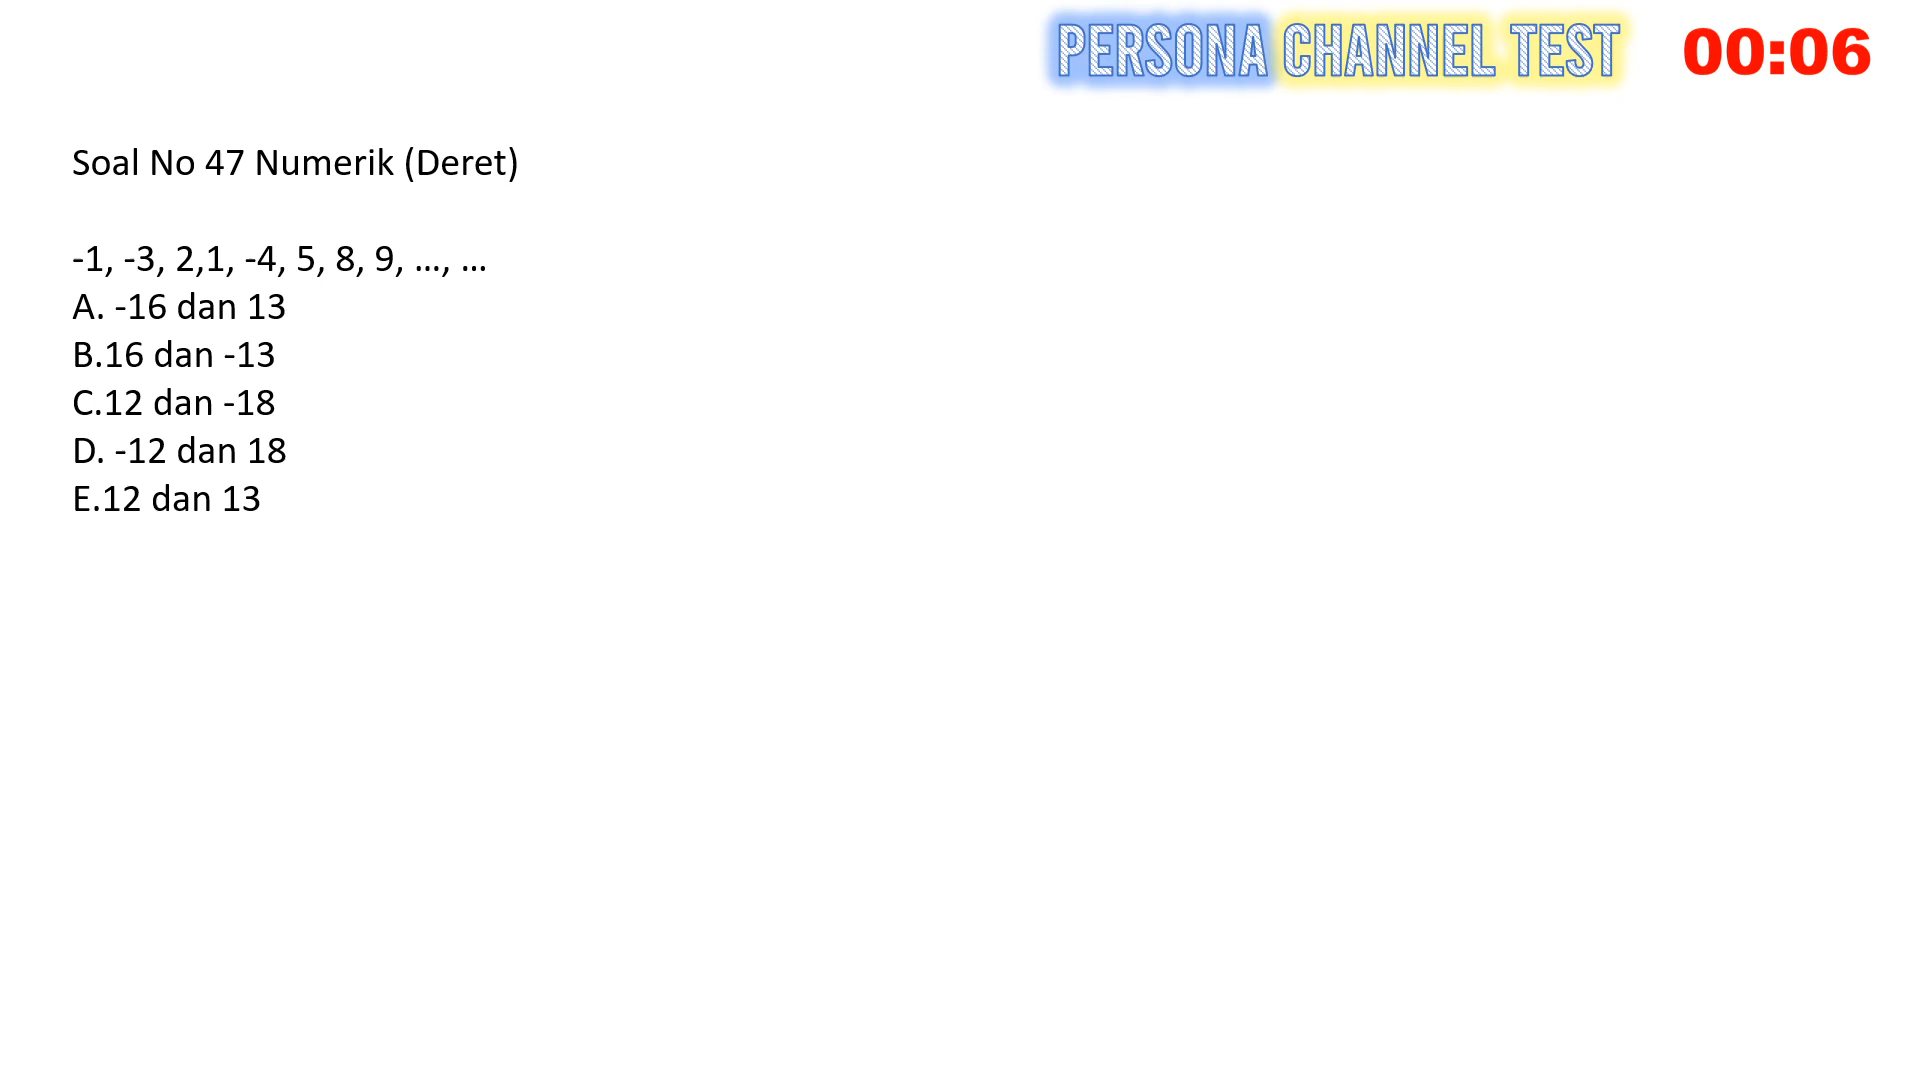 PERSONA CHANNEL TEST 00:06
Soal No 47 Numerik (Deret)
-1, -3, 2,1, -4, 5, 8, 9, ..., ...
A. -16 dan 13
B.16 dan -13
C.12 dan -18
D. -12 dan 18
E.12 dan 13